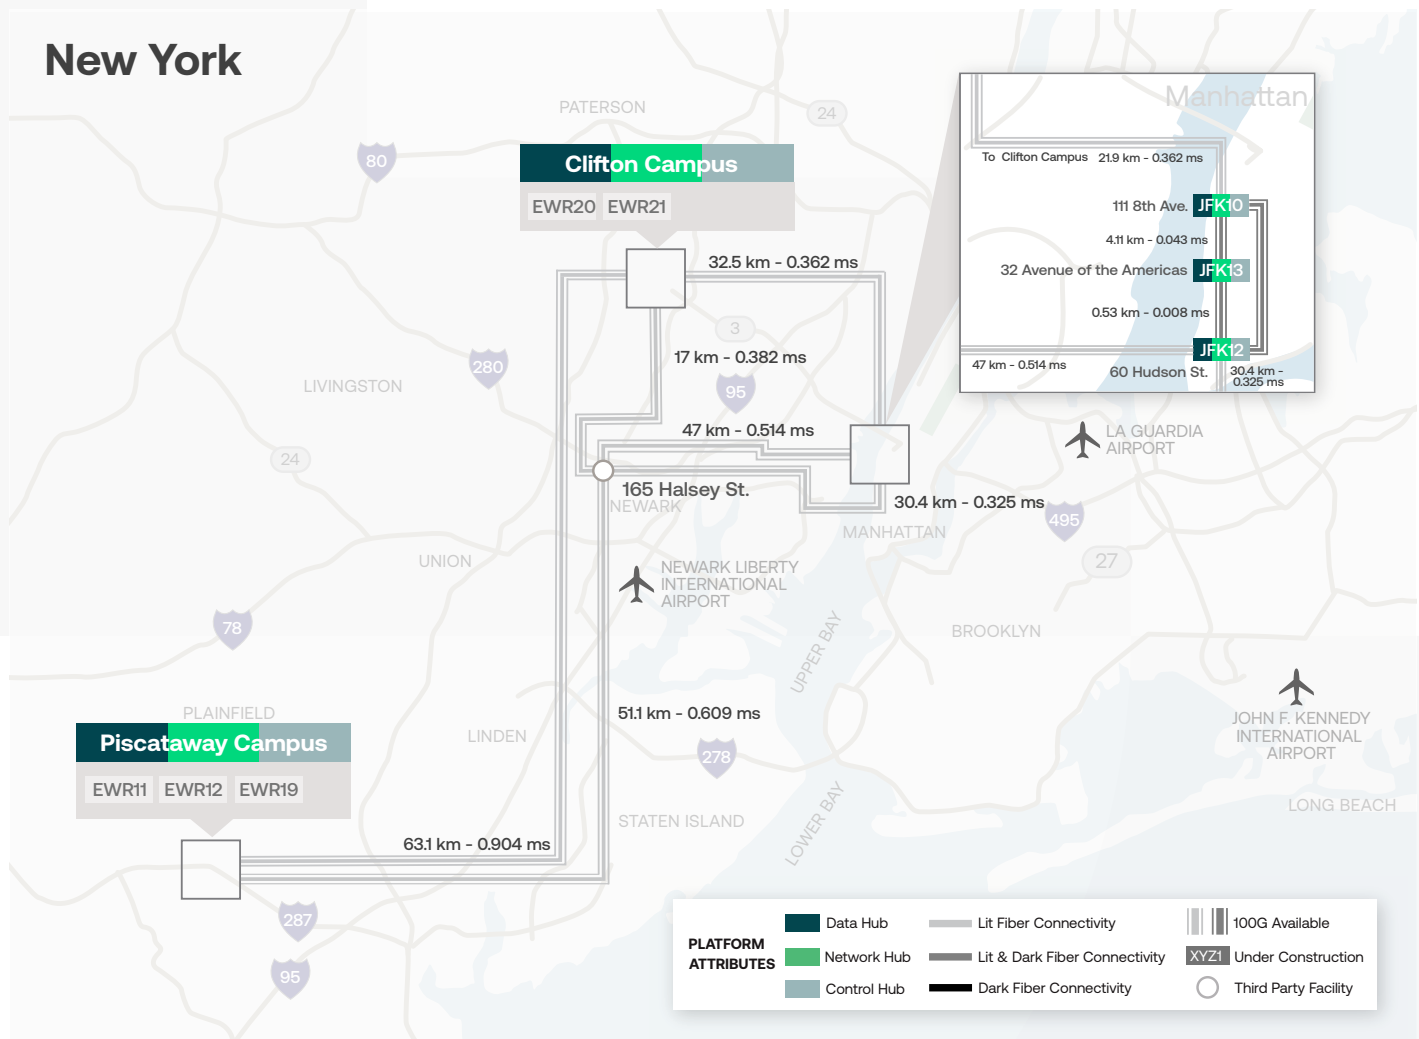 New York
PATERSON
24
80
Clifton Campus
EWR20 EWR21
Manhattan
To Clifton Campus 21.9 km - 0.362 ms
111 8th Ave. JFK10
4.11 km - 0.043 ms
32 Avenue of the Americas JFK13
0.53 km - 0.008 ms
JFK12
47 km - 0.514 ms
60 Hudson St.
30.4 km -
0.325 ms
32.5 km - 0.362 ms
3
17 km - 0.382 ms
280
LIVINGSTON
95
47 km - 0.514 ms
LA GUARDIA
AIRPORT
24
165 Halsey St.
NEWARK
30.4 km - 0.325 ms
495
MANHATTAN
UNION
27
NEWARK LIBERTY
INTERNATIONAL
AIRPORT
78
BROOKLYN
UPPER BAY
PLAINFIELD
51.1 km - 0.609 ms
JOHN F. KENNEDY
INTERNATIONAL
AIRPORT
Piscataway Campus
LINDEN
278
EWR11 EWR12 EWR19
LONG BEACH
STATEN ISLAND
LOWER BAY
63.1 km - 0.904 ms
287
95
PLATFORM
ATTRIBUTES
Data Hub
Network Hub
Control Hub
Lit Fiber Connectivity
Lit & Dark Fiber Connectivity
Dark Fiber Connectivity
100G Available
XYZ1 Under Construction
Third Party Facility